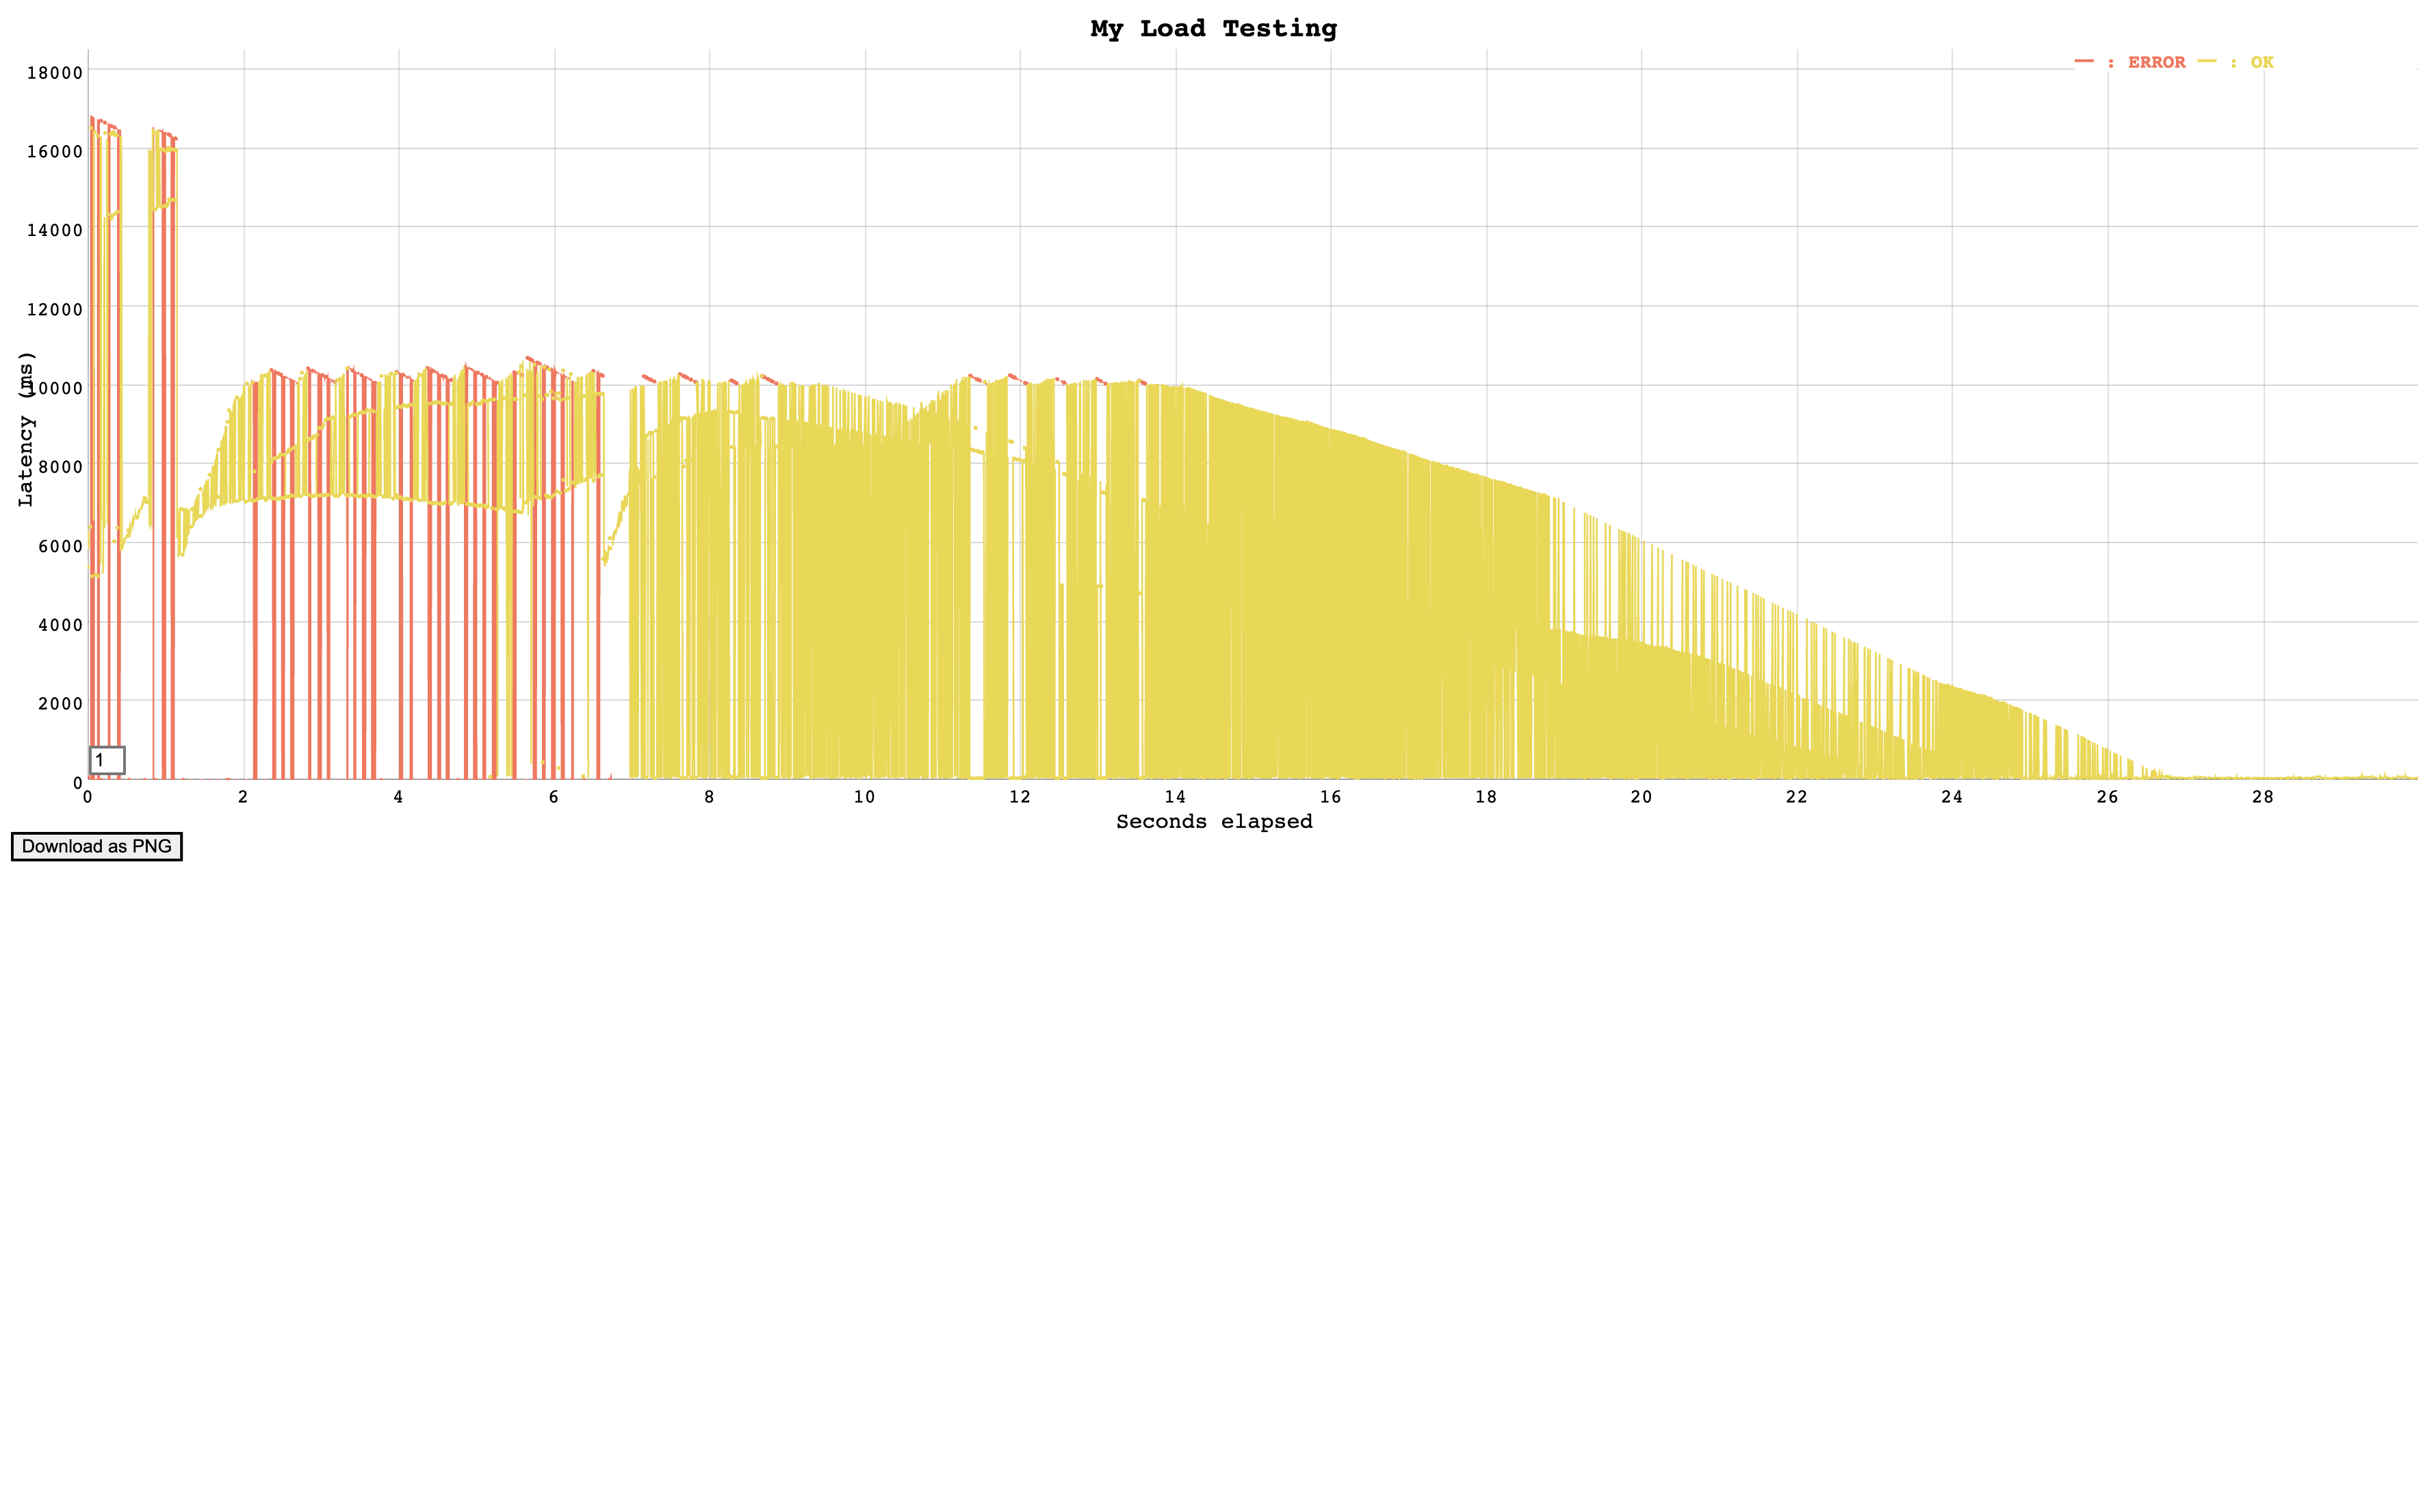 My Load Testing
— : ERROR — : OK
18000
16000
14000
12000
10000
8000
6000
4000
2000
0
Latency (ms)
1
0 2 4 6 8 10 12 14 16 18 20 22 24 26 28
Seconds elapsed
Download as PNG